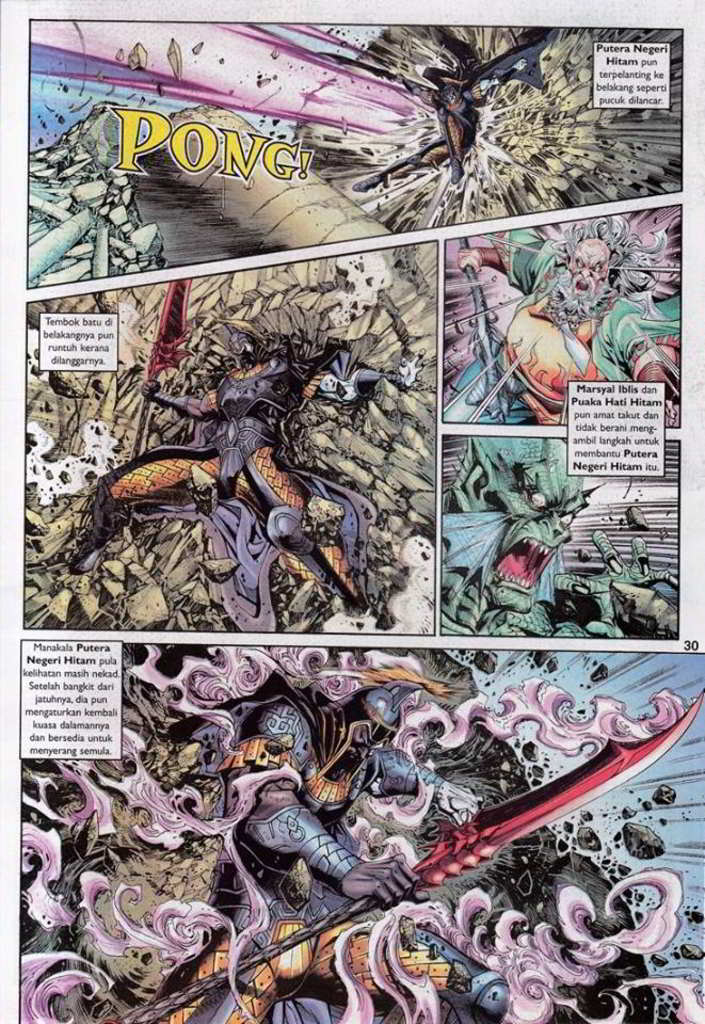 Putera Negeri
Hitam pun
terpelanting ke
belakang seperti
pucuk dilancar.
PONG!
Tembok batu di
belakangnya pun
runtuh kerana
dilanggarnya.
Marsyal Iblis dan
Puaka Hati Hitam
pun amat takut dan
tidak berani meng-
ambil langkah untuk
membantu Putera
Negeri Hitam itu.
30
Manakala Putera
Negeri Hitam pula
kelihatan masih nekad.
Setelah bangkit dari
jatuhnya, dia pun
mengaturkan kembali
kuasa dalamannya
dan bersedia untuk
menyerang semula.